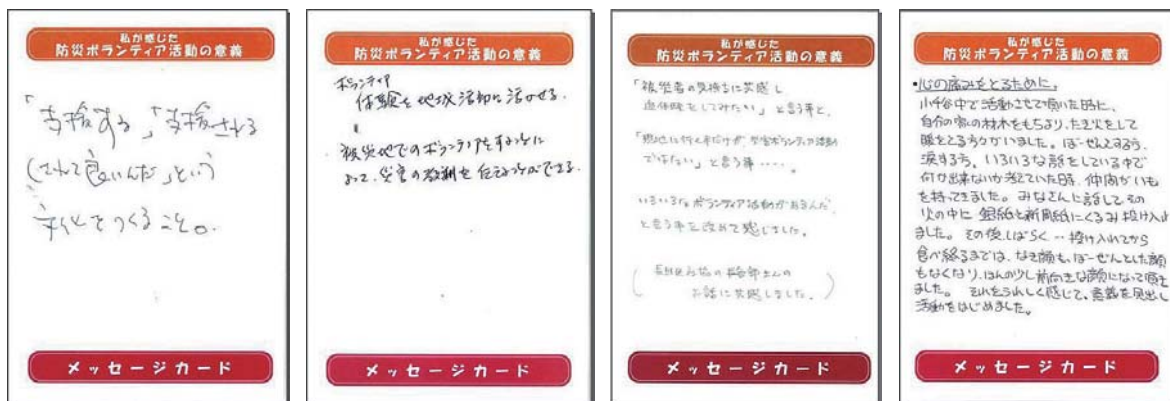 私が感じた
防災ボランティア活動の意義
「支援する」「支援される
(されて良いんだ」という
文化をつくること。
メッセージカード
私が感じた
防災ボランティア活動の意義
ボランティア
体験を地域活動に活かせる。
被災地でのボランティアをすることに
よって、災害の教訓を伝えることができる。
メッセージカード
私が感じた
防災ボランティア活動の意義
「被災者の気持ちに共感し
追体験をしてみたい」と言う事と、
「現地に行く事だけが、災害ボランティア活動
ではない」と言う事‥‥。
いろいろなボランティア活動があるんだ、
と言う事を改めて感じました。
お話に共感しました。
メッセージカード
私が感じた
防災ボランティア活動の意義
・心の痛みをとるために。
小千谷中で活動させて頂いた時に、
自分の家の材木をもちより、たき火をして
暖をとる方々がいました。ぼーぜんとする方、
涙する方、いろいろな話をしている中で
何か出来ないか考えていた時、仲間がいも
を持ってきました。みなさんに話して、その
火の中に銀紙と新聞紙にくるみ投げ入れ
ました。その後、しばらく‥投げ入れてから
食べ終るまでは、なき顔も、ぼーぜんとした顔
もなくなり、ほんの少し前向きな顔になって頂き
ました。それをうれしく感じて、意義を見出し
活動をはじめました。
メッセージカード